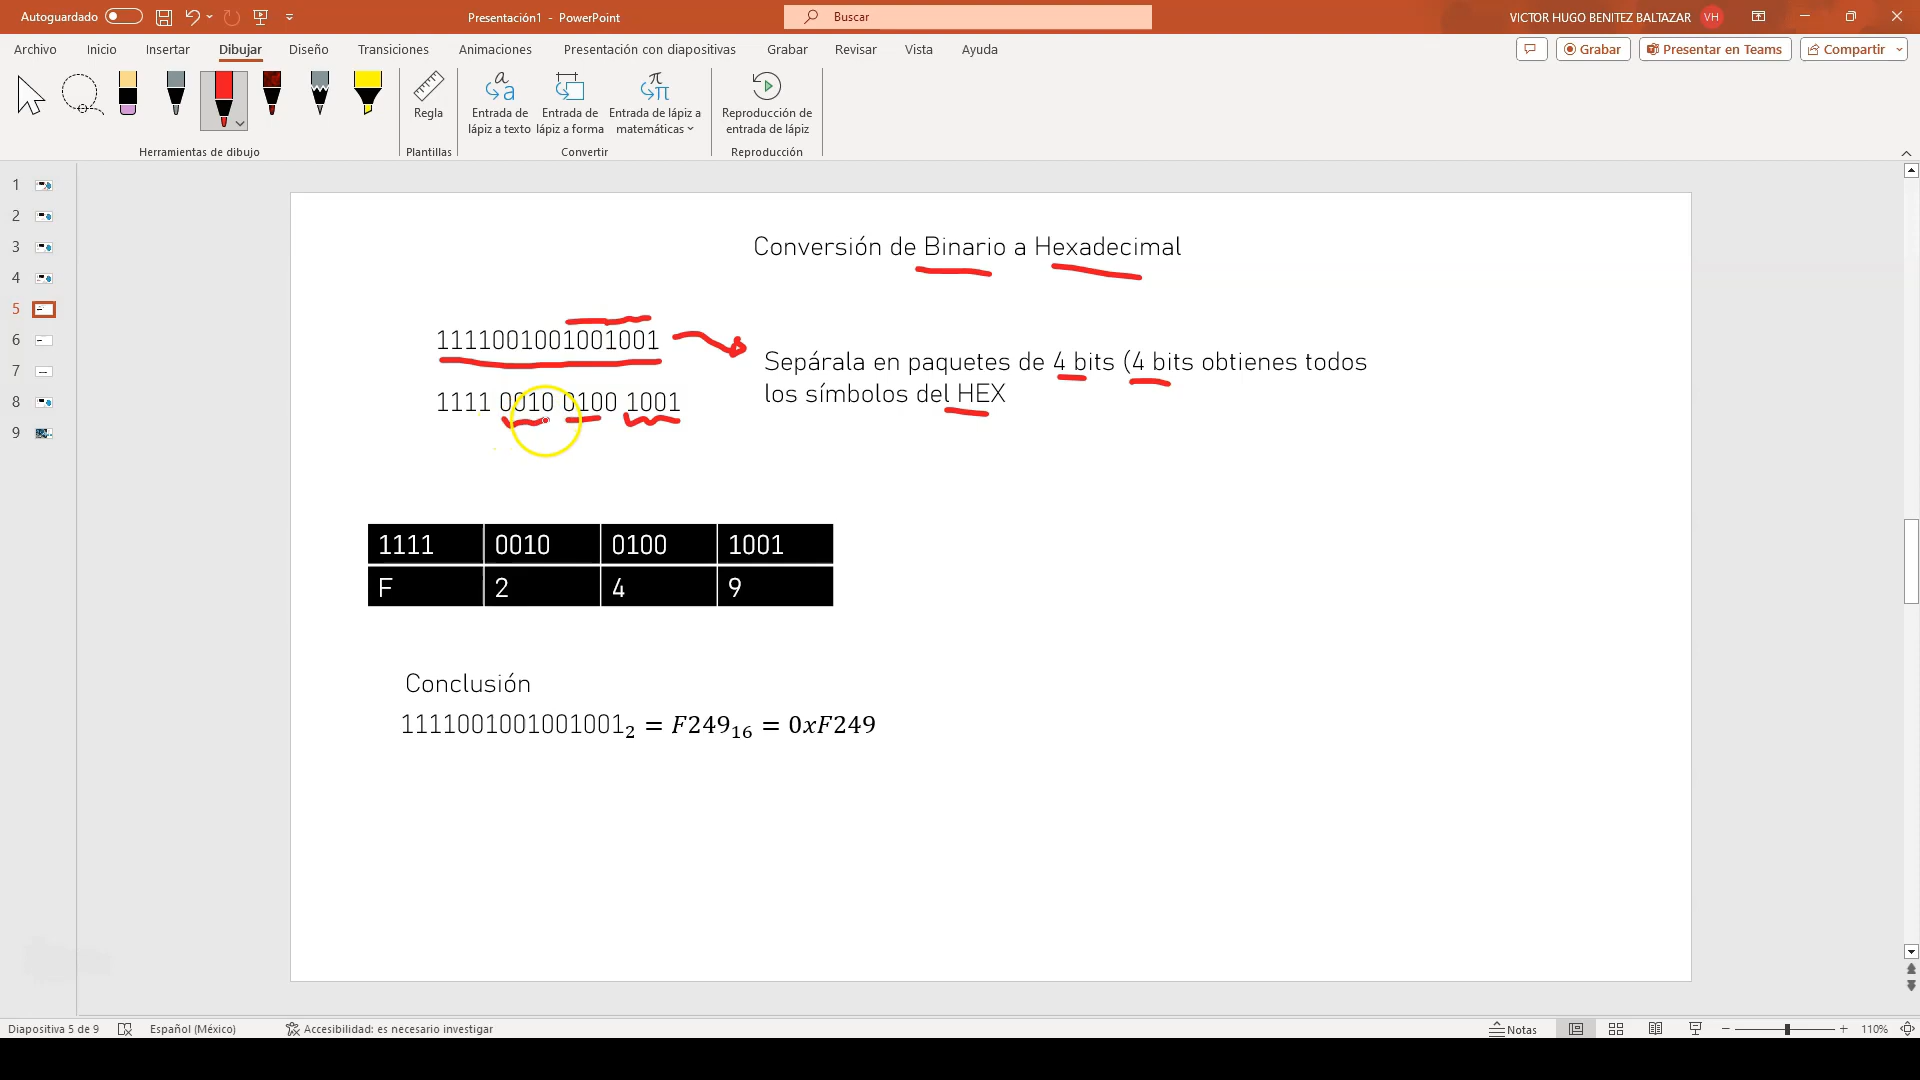 Autoguardado
Presentación1 - PowerPoint
Buscar
VICTOR HUGO BENITEZ BALTAZAR VH
Archivo Inicio Insertar Dibujar Diseño Transiciones Animaciones Presentación con diapositivas Grabar Revisar Vista Ayuda
Grabar Presentar en Teams Compartir
Regla
Entrada de lápiz a texto
Entrada de lápiz a forma
Entrada de lápiz a matemáticas
Reproducción de entrada de lápiz
Herramientas de dibujo Plantillas Convertir Reproducción
1
2
3
4
5
6
7
8
9
Conversión de Binario a Hexadecimal
1111001001001001
1111 0010 0100 1001
Sepárala en paquetes de 4 bits (4 bits obtienes todos
los símbolos del HEX
1111 0010 0100 1001
F 2 4 9
Conclusión
1111001001001001₂ = F249₁₆ = 0xF249
Diapositiva 5 de 9 Español (México) Accesibilidad: es necesario investigar Notas 110%